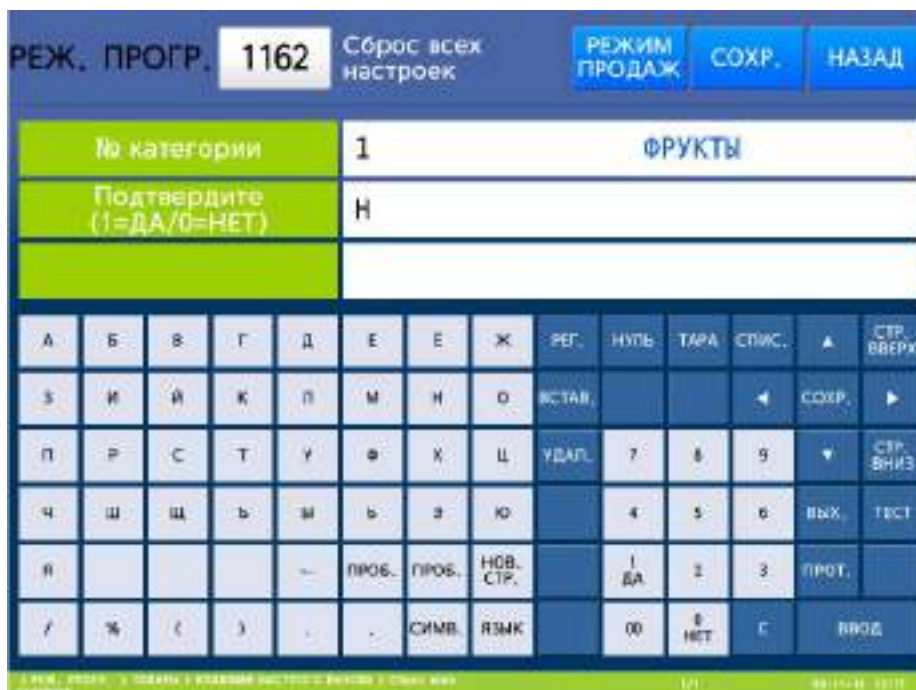 РЕЖ. ПРОГР. 1162 Сброс всех настроек РЕЖИМ ПРОДАЖ СОХР. НАЗАД
№ категории 1 ФРУКТЫ
Подтвердите (1=ДА/0=НЕТ) Н
А Б В Г Д Е Ё Ж РЕГ. НУЛЬ ТАРА СПИС. ▲ СТР. ВВЕРХ
З И Й К Л М Н О ВСТАВ. ◀ СОХР. ▶
П Р С Т У Ф Х Ц УДАЛ. 7 8 9 ▼ СТР. ВНИЗ
Ч Ш Щ Ъ Ы Ь Э Ю 4 5 6 ВЫХ. ТЕСТ
Я ← ПРОБ. ПРОБ. НОВ. СТР. 1 ДА 2 3 ПРОТ.
/ % ( ) , . СИМВ. ЯЗЫК 00 0 НЕТ С ВВОД
1/1